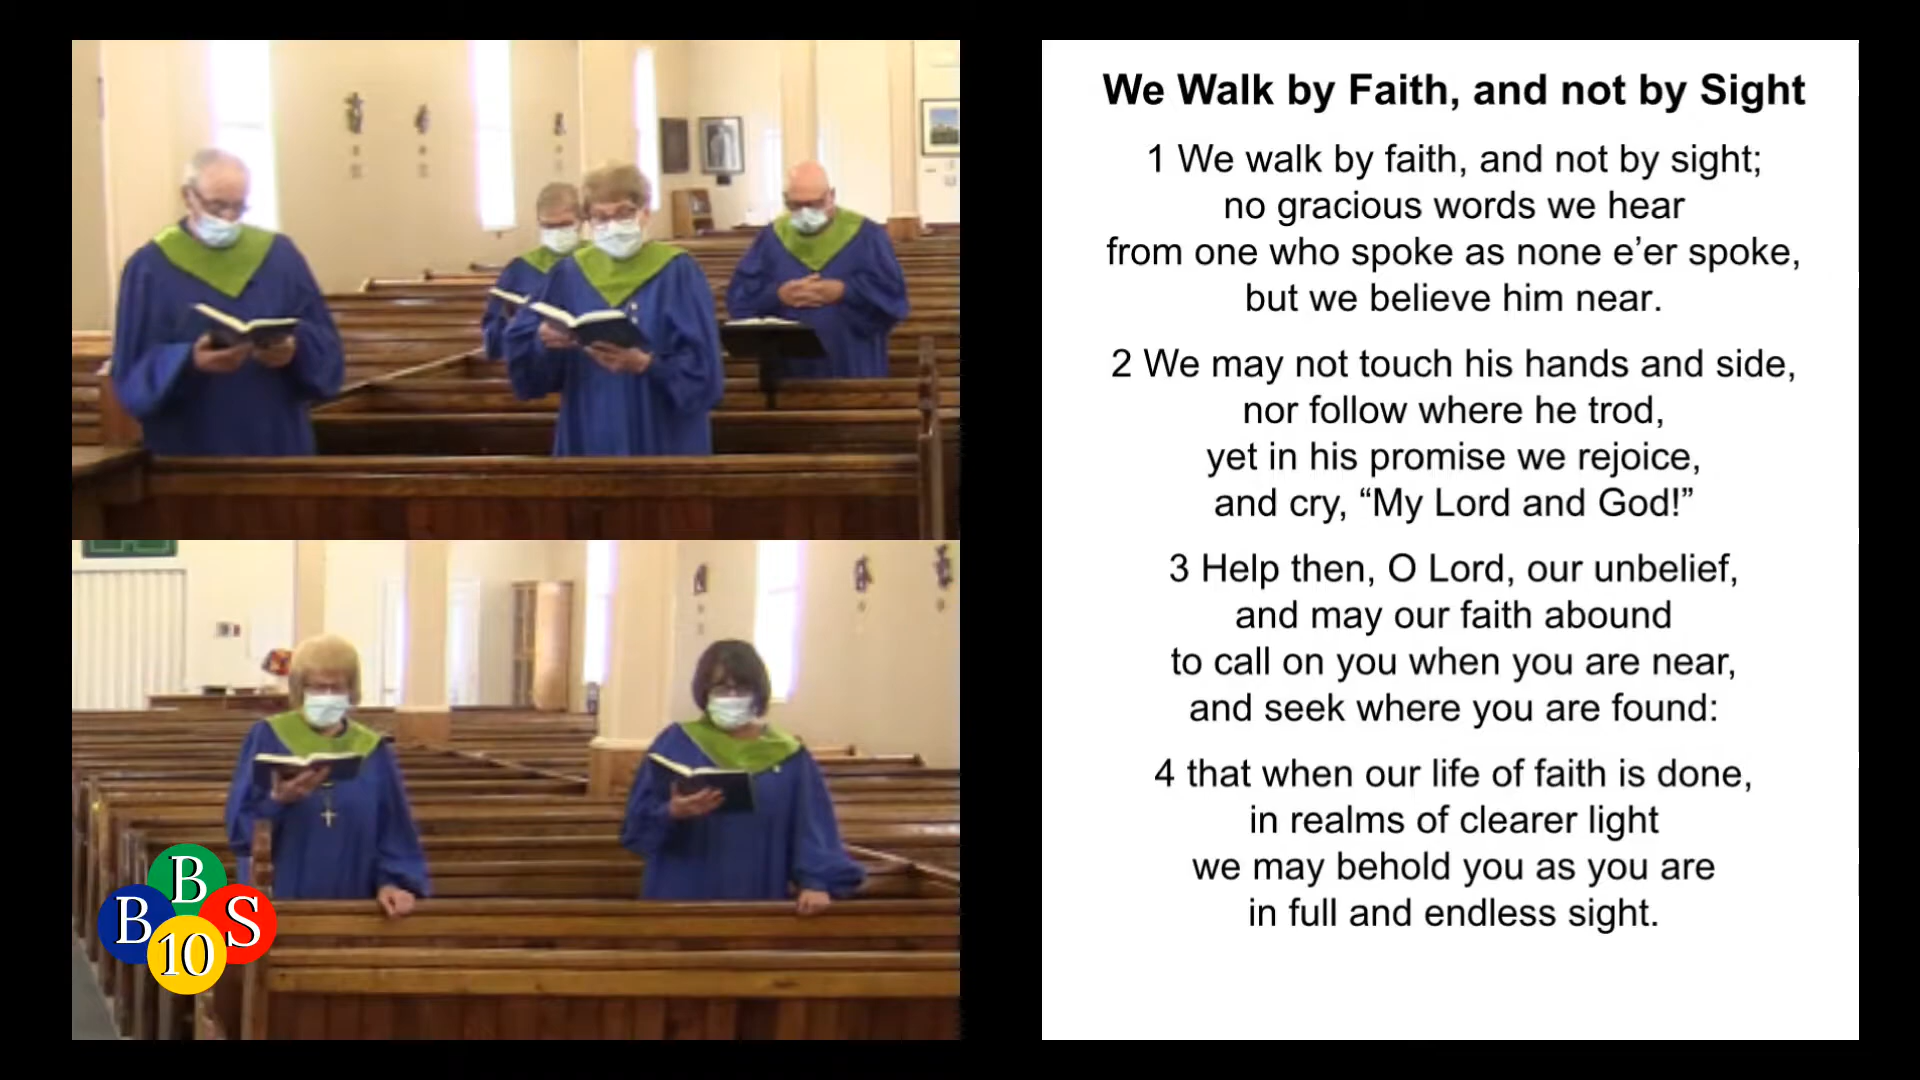 We Walk by Faith, and not by Sight
1 We walk by faith, and not by sight;
no gracious words we hear
from one who spoke as none e’er spoke,
but we believe him near.
2 We may not touch his hands and side,
nor follow where he trod,
yet in his promise we rejoice,
and cry, “My Lord and God!”
3 Help then, O Lord, our unbelief,
and may our faith abound
to call on you when you are near,
and seek where you are found:
4 that when our life of faith is done,
in realms of clearer light
we may behold you as you are
in full and endless sight.
B
B S
10